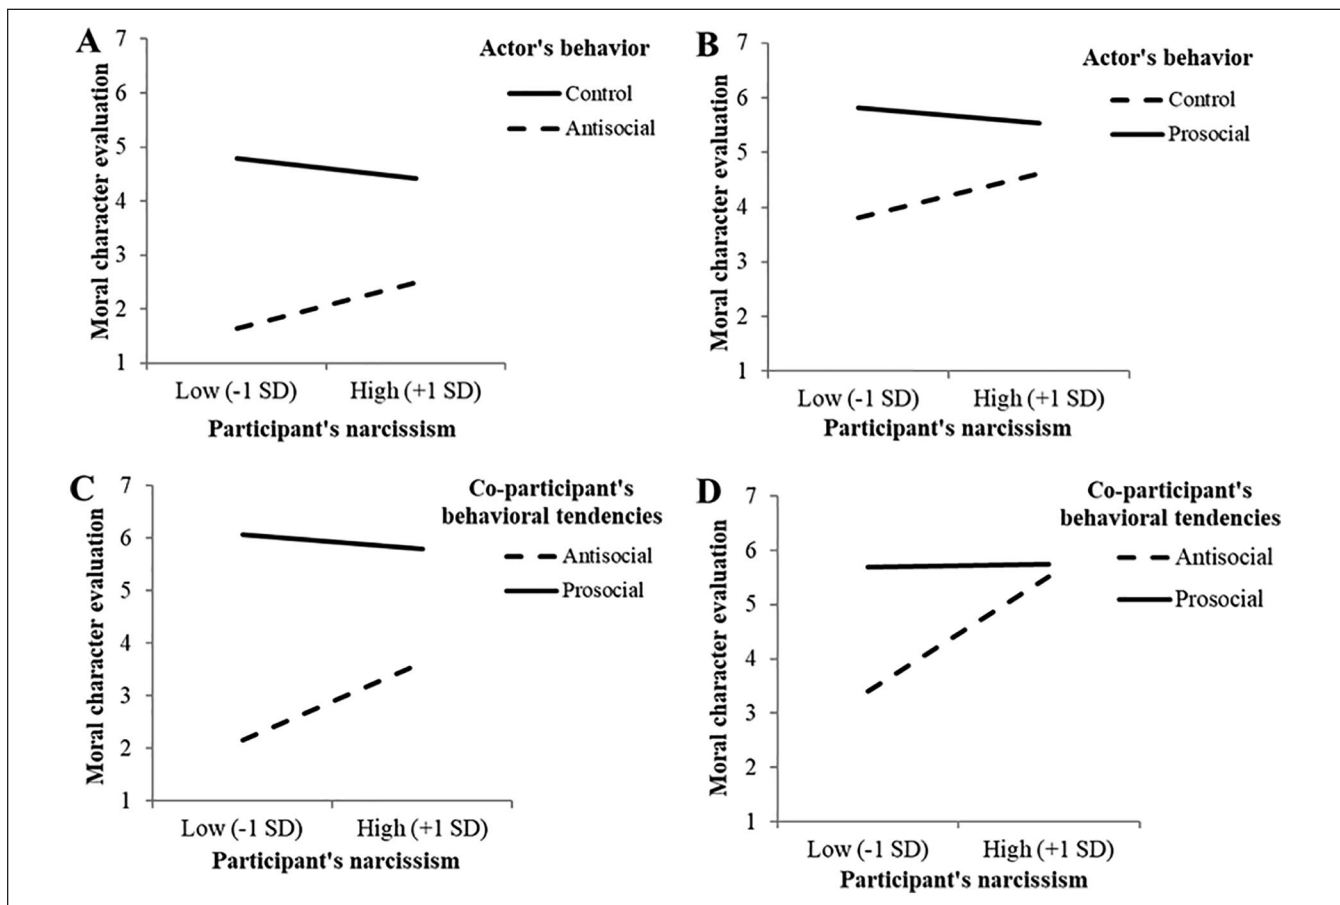 A
Actor's behavior
Control
Antisocial
Moral character evaluation
7
6
5
4
3
2
1
Low (-1 SD)
High (+1 SD)
Participant's narcissism
B
Actor's behavior
Control
Prosocial
Moral character evaluation
7
6
5
4
3
2
1
Low (-1 SD)
High (+1 SD)
Participant's narcissism
C
Co-participant's
behavioral tendencies
Antisocial
Prosocial
Moral character evaluation
7
6
5
4
3
2
1
Low (-1 SD)
High (+1 SD)
Participant's narcissism
D
Co-participant's
behavioral tendencies
Antisocial
Prosocial
Moral character evaluation
7
6
5
4
3
2
1
Low (-1 SD)
High (+1 SD)
Participant's narcissism